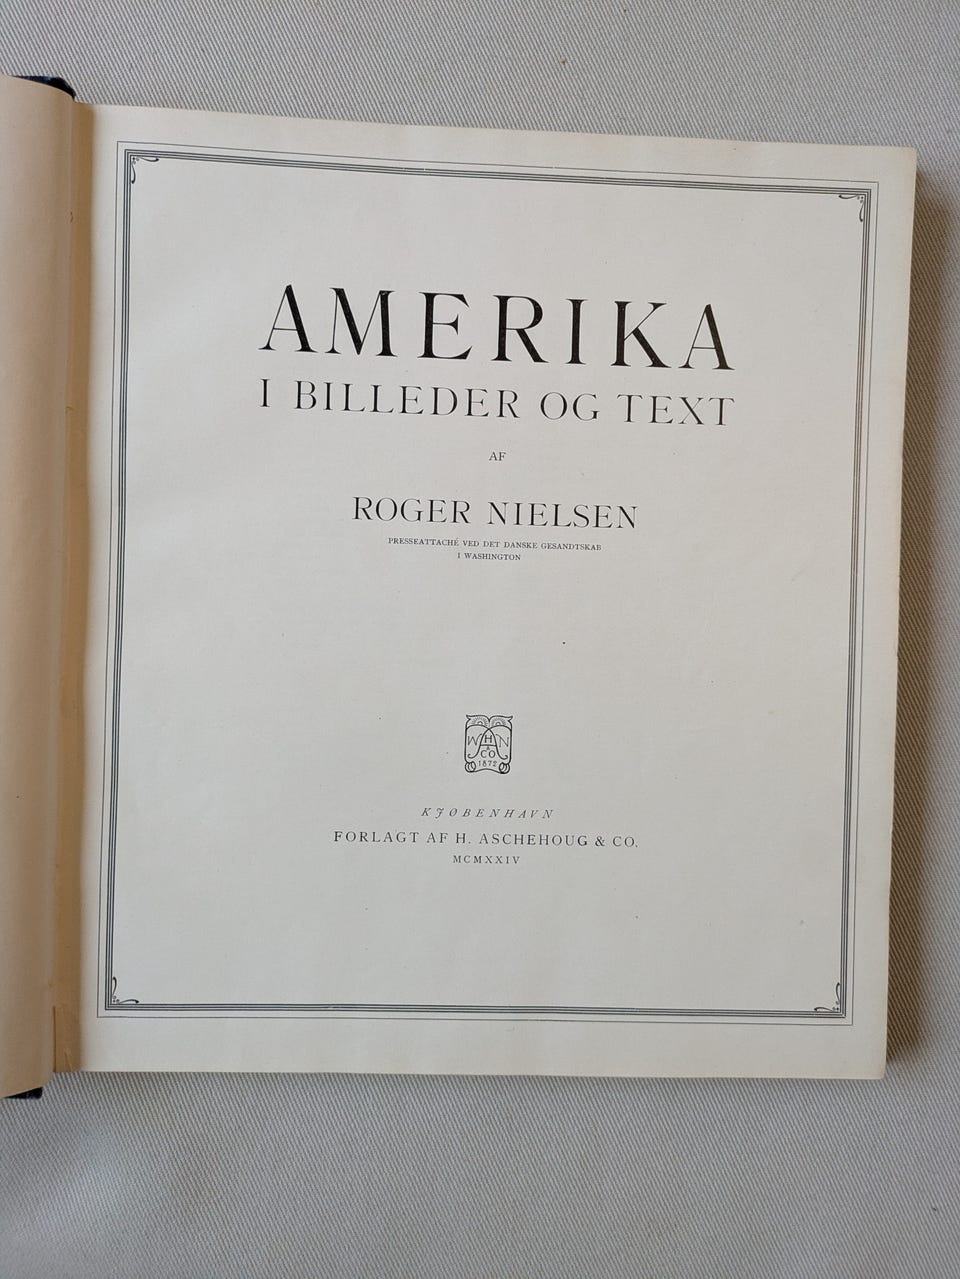 AMERIKA
I BILLEDER OG TEXT
AF
ROGER NIELSEN
PRESSEATTACHÉ VED DET DANSKE GESANDTSKAB
I WASHINGTON
W H N
& CO
1872
KJØBENHAVN
FORLAGT AF H. ASCHEHOUG & CO.
MCMXXIV